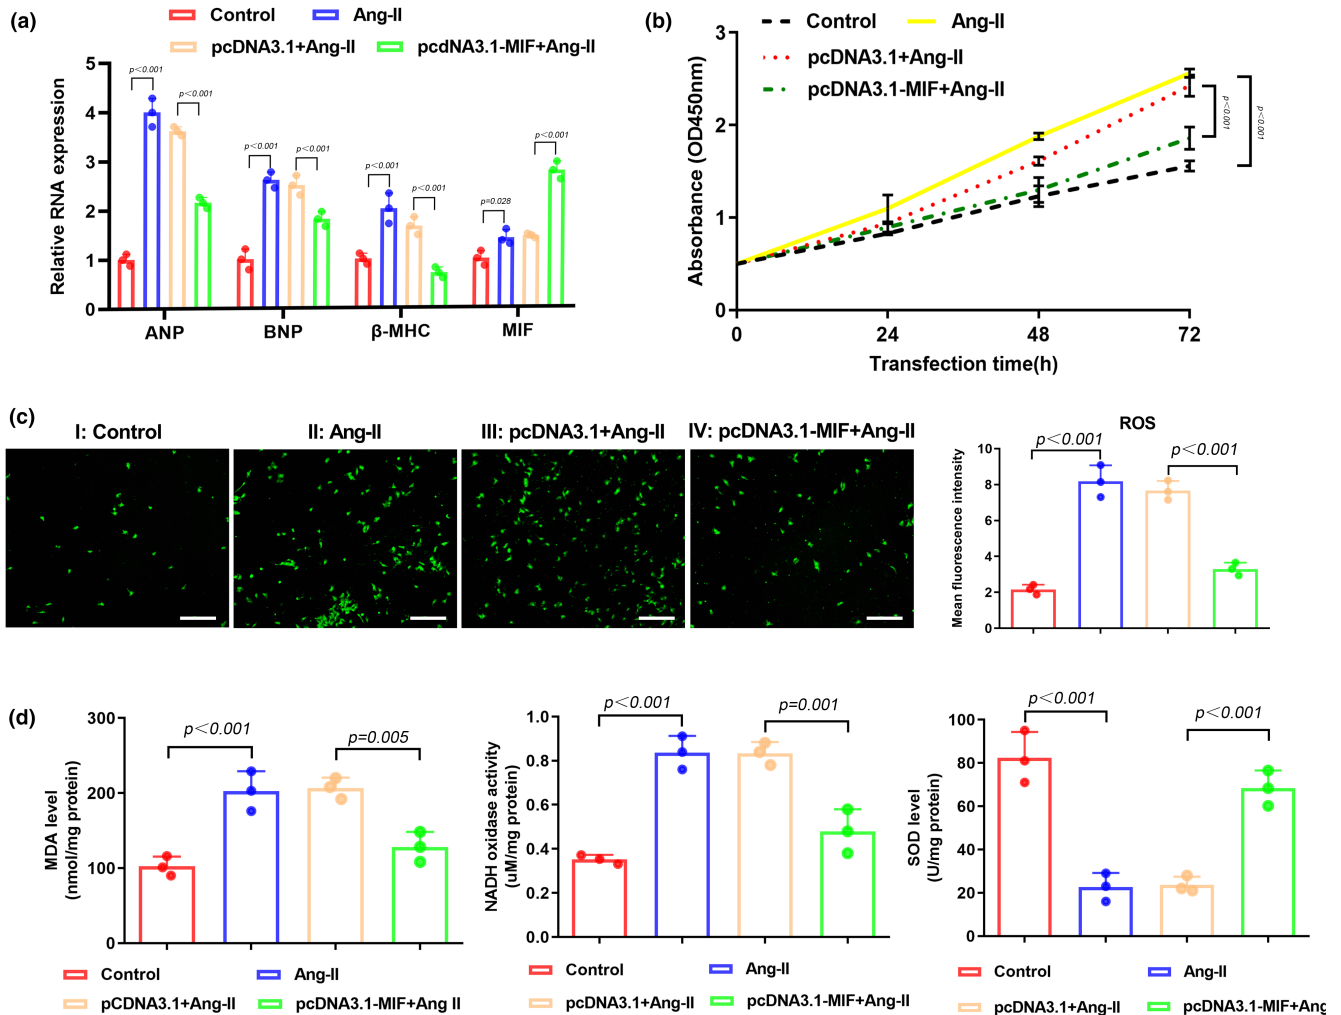 (a)
Control
Ang-II
pcDNA3.1+Ang-II
pcdNA3.1-MIF+Ang-II
Relative RNA expression
5
4
3
2
1
0
p<0.001
p<0.001
p<0.001
p<0.001
p<0.001
p<0.001
p=0.028
p<0.001
ANP
BNP
β-MHC
MIF
(b)
Control
Ang-II
pcDNA3.1+Ang-II
pcDNA3.1-MIF+Ang-II
Absorbance (OD450nm)
3
2
1
0
0
24
48
72
Transfection time(h)
p<0.001
p<0.001
(c)
I: Control
II: Ang-II
III: pcDNA3.1+Ang-II
IV: pcDNA3.1-MIF+Ang-II
ROS
Mean fluorescence intensity
10
8
6
4
2
0
p<0.001
p<0.001
(d)
MDA level
(nmol/mg protein)
300
200
100
0
p<0.001
p=0.005
Control
Ang-II
pCDNA3.1+Ang-II
pcDNA3.1-MIF+Ang II
NADH oxidase activity
(uM/mg protein)
1.0
0.8
0.6
0.4
0.2
0.0
p<0.001
p=0.001
Control
Ang-II
pcDNA3.1+Ang-II
pcDNA3.1-MIF+Ang-II
SOD level
(U/mg protein)
100
80
60
40
20
0
p<0.001
p<0.001
Control
Ang-II
pcDNA3.1+Ang-II
pcDNA3.1-MIF+Ang